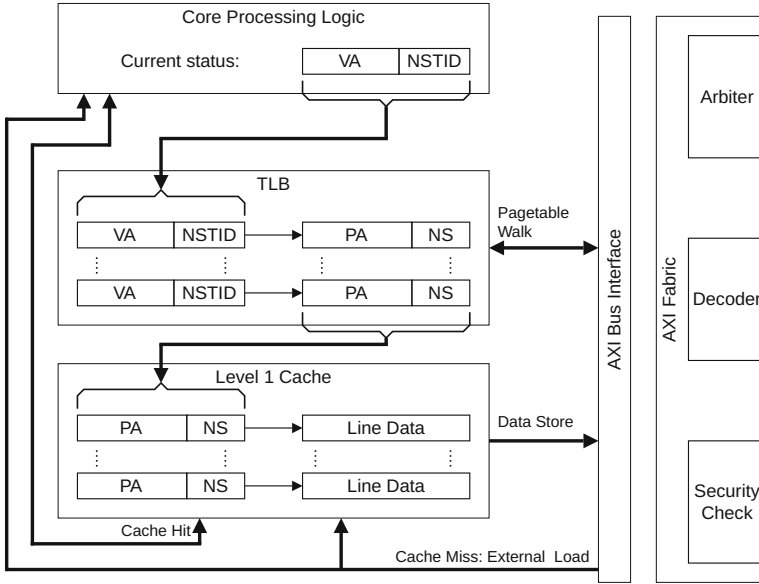 Core Processing Logic
Current status:
VA NSTID
TLB
VA NSTID PA NS
VA NSTID PA NS
Pagetable
Walk
Level 1 Cache
PA NS Line Data
PA NS Line Data
Data Store
Cache Hit
Cache Miss: External Load
AXI Bus Interface
AXI Fabric
Arbiter
Decoder
Security
Check